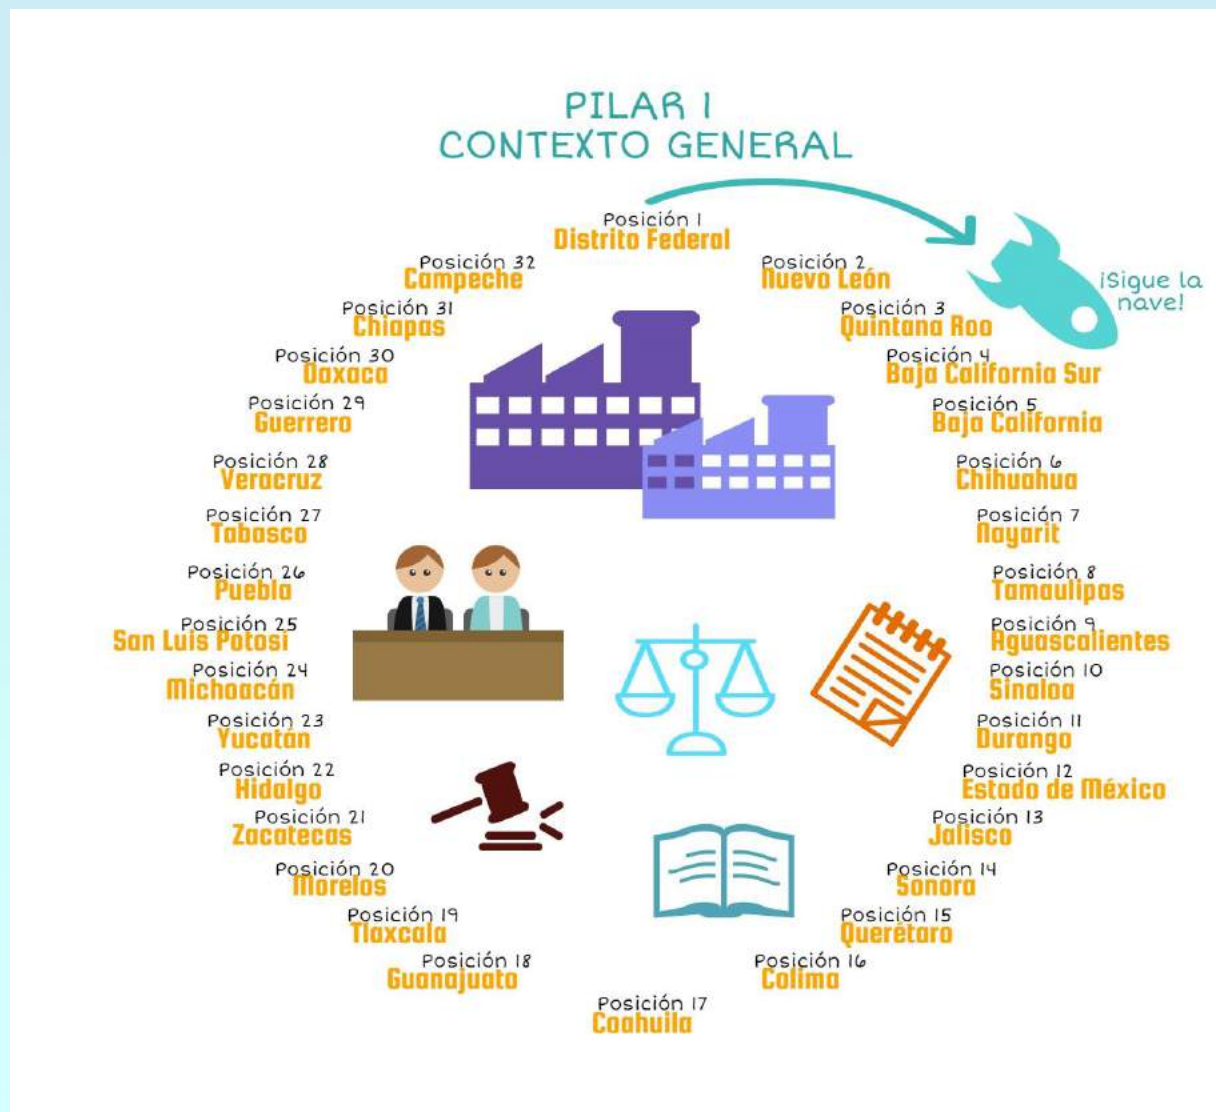 PILAR 1
CONTEXTO GENERAL
¡Sigue la
nave!
Posición 1
Distrito Federal
Posición 2
Nuevo León
Posición 3
Quintana Roo
Posición 4
Baja California Sur
Posición 5
Baja California
Posición 6
Chihuahua
Posición 7
Nayarit
Posición 8
Tamaulipas
Posición 9
Aguascalientes
Posición 10
Sinaloa
Posición 11
Durango
Posición 12
Estado de México
Posición 13
Jalisco
Posición 14
Sonora
Posición 15
Querétaro
Posición 16
Colima
Posición 17
Coahuila
Posición 18
Guanajuato
Posición 19
Tlaxcala
Posición 20
Morelos
Posición 21
Zacatecas
Posición 22
Hidalgo
Posición 23
Yucatán
Posición 24
Michoacán
Posición 25
San Luis Potosí
Posición 26
Puebla
Posición 27
Tabasco
Posición 28
Veracruz
Posición 29
Guerrero
Posición 30
Oaxaca
Posición 31
Chiapas
Posición 32
Campeche